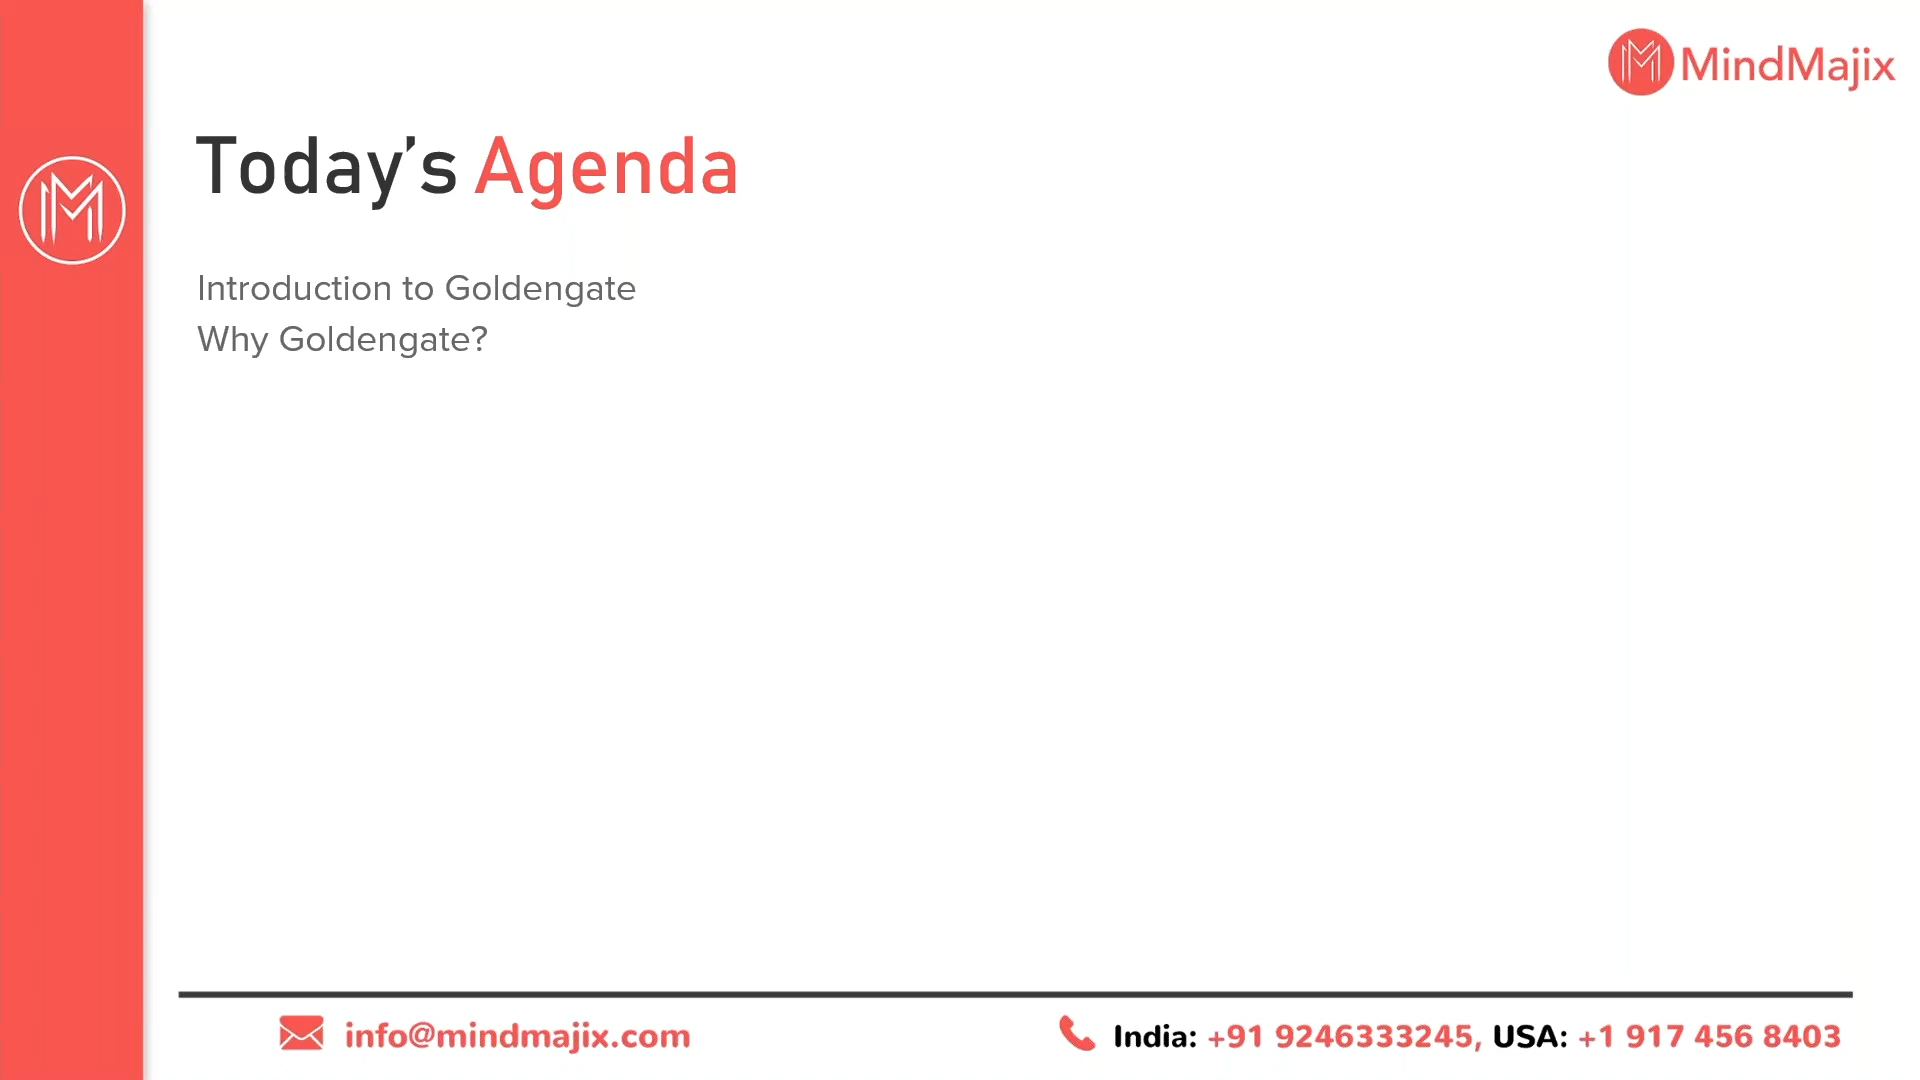 MindMajix
Today's Agenda
Introduction to Goldengate
Why Goldengate?
info@mindmajix.com
India: +91 9246333245, USA: +1 917 456 8403